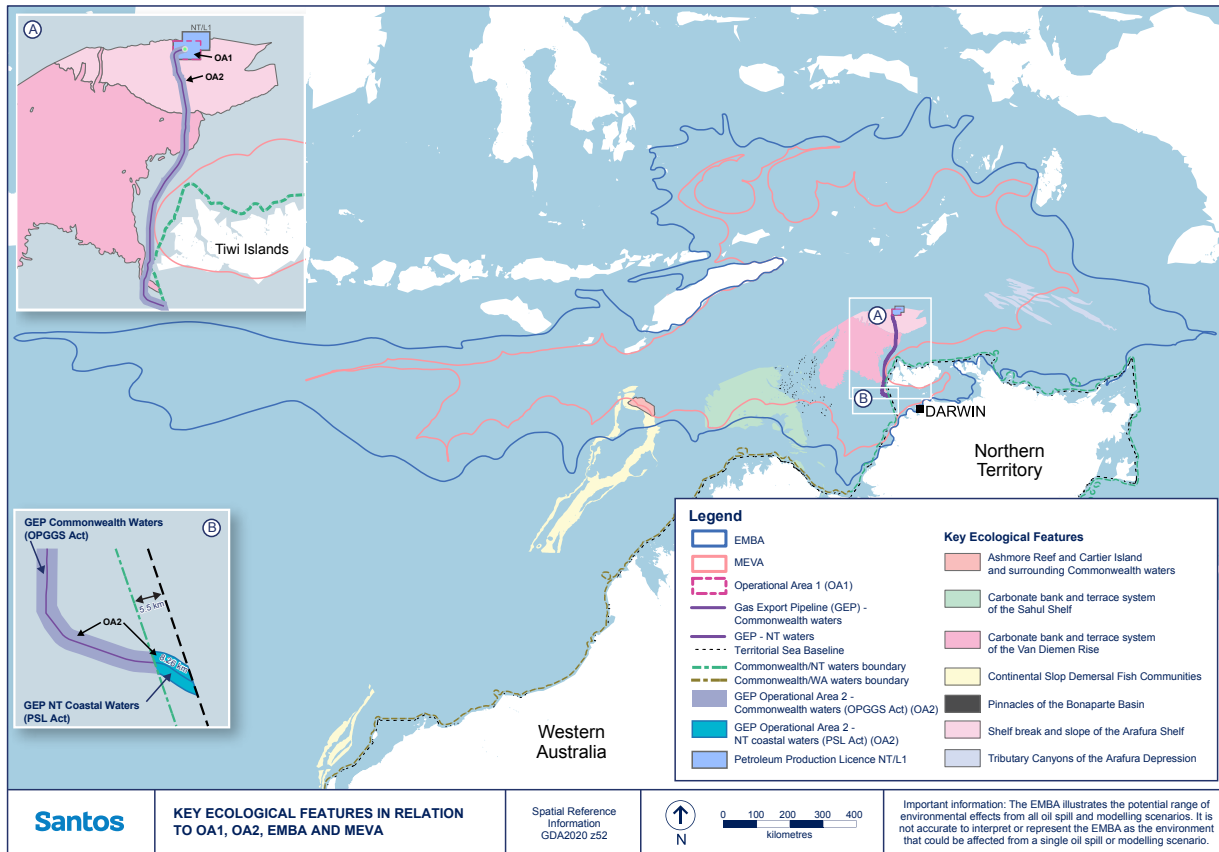 A
NT/L1
OA1
OA2
Tiwi Islands
A
B
DARWIN
Northern
Territory
Western
Australia
B
GEP Commonwealth Waters
(OPGGS Act)
5.5 km
OA2
GEP NT Coastal Waters
(PSL Act)
Legend
EMBA
MEVA
Operational Area 1 (OA1)
Gas Export Pipeline (GEP) -
Commonwealth waters
GEP - NT waters
Territorial Sea Baseline
Commonwealth/NT waters boundary
Commonwealth/WA waters boundary
GEP Operational Area 2 -
Commonwealth waters (OPGGS Act) (OA2)
GEP Operational Area 2 -
NT coastal waters (PSL Act) (OA2)
Petroleum Production Licence NT/L1
Key Ecological Features
Ashmore Reef and Cartier Island
and surrounding Commonwealth waters
Carbonate bank and terrace system
of the Sahul Shelf
Carbonate bank and terrace system
of the Van Diemen Rise
Continental Slop Demersal Fish Communities
Pinnacles of the Bonaparte Basin
Shelf break and slope of the Arafura Shelf
Tributary Canyons of the Arafura Depression
Santos
KEY ECOLOGICAL FEATURES IN RELATION
TO OA1, OA2, EMBA AND MEVA
Spatial Reference
Information
GDA2020 z52
N
0 100 200 300 400
kilometres
Important information: The EMBA illustrates the potential range of
environmental effects from all oil spill and modelling scenarios. It is
not accurate to interpret or represent the EMBA as the environment
that could be affected from a single oil spill or modelling scenario.